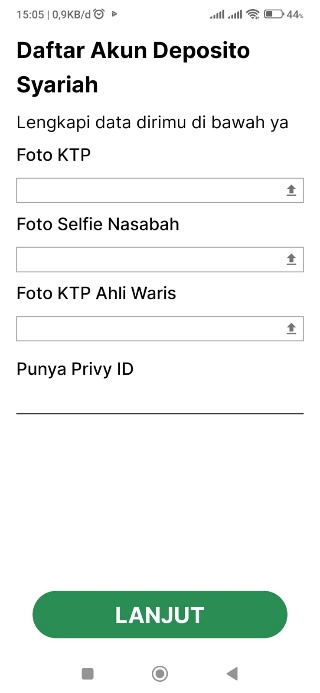 15:05 | 0,9KB/d
44%
Daftar Akun Deposito
Syariah
Lengkapi data dirimu di bawah ya
Foto KTP
Foto Selfie Nasabah
Foto KTP Ahli Waris
Punya Privy ID
LANJUT